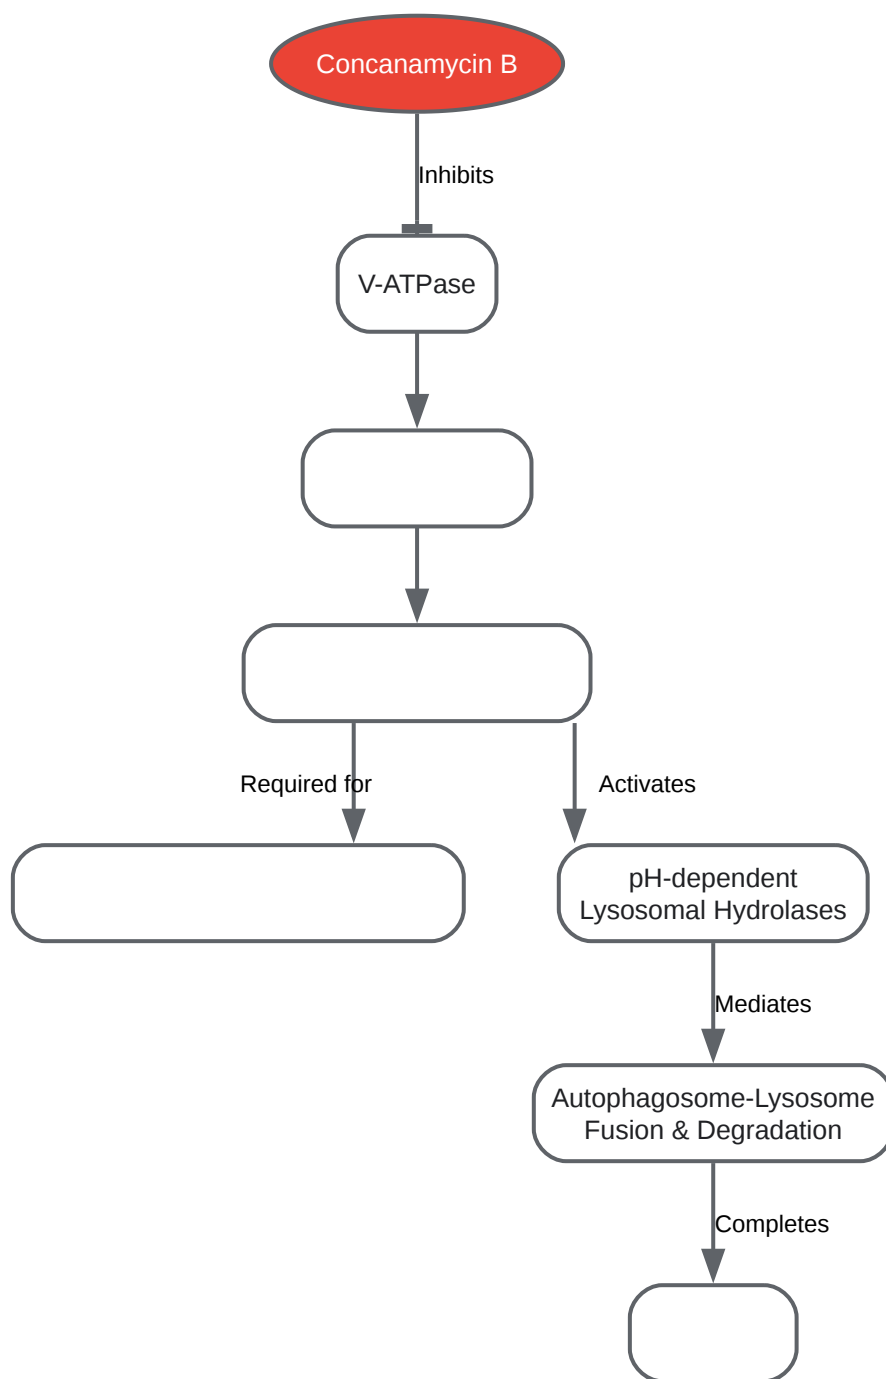 Concanamycin B
Inhibits
V-ATPase
Required for
Activates
pH-dependent
Lysosomal Hydrolases
Mediates
Autophagosome-Lysosome
Fusion & Degradation
Completes